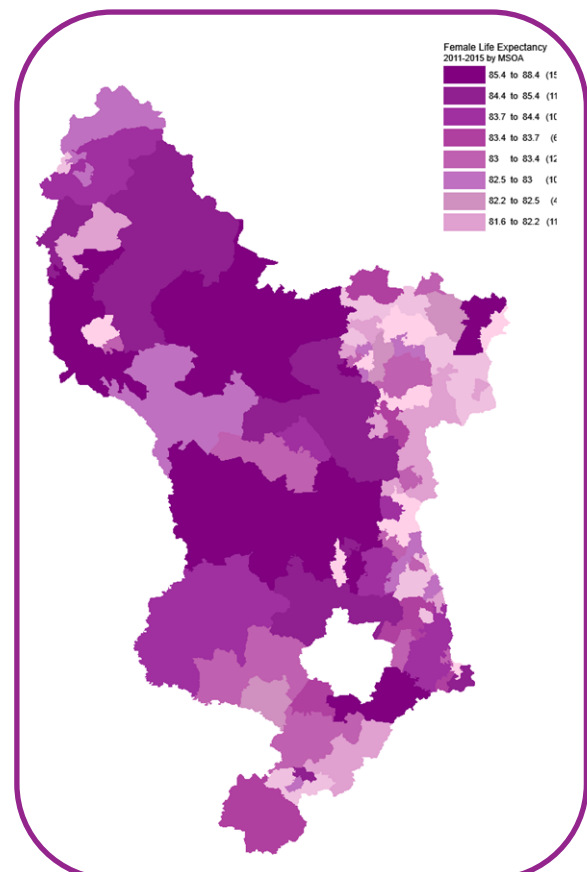 Female Life Expectancy
2011-2015 by MSOA
85.4 to 88.4 (15
84.4 to 85.4 (11
83.7 to 84.4 (10
83.4 to 83.7 (6
83 to 83.4 (12
82.5 to 83 (10
82.2 to 82.5 (4
81.6 to 82.2 (11